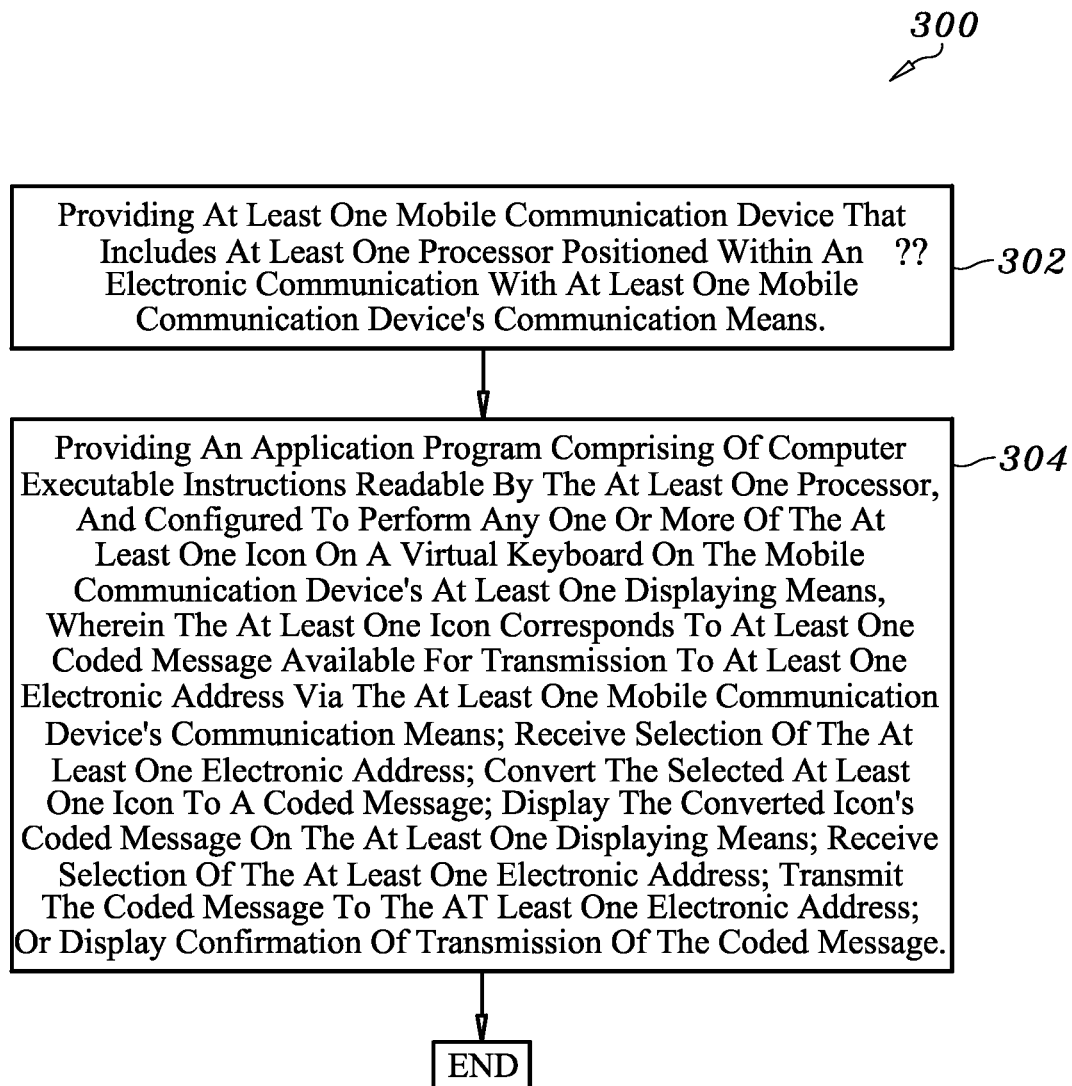 300
Providing At Least One Mobile Communication Device That
Includes At Least One Processor Positioned Within An ??
Electronic Communication With At Least One Mobile
Communication Device's Communication Means.
302
Providing An Application Program Comprising Of Computer
Executable Instructions Readable By The At Least One Processor,
And Configured To Perform Any One Or More Of The At
Least One Icon On A Virtual Keyboard On The Mobile
Communication Device's At Least One Displaying Means,
Wherein The At Least One Icon Corresponds To At Least One
Coded Message Available For Transmission To At Least One
Electronic Address Via The At Least One Mobile Communication
Device's Communication Means; Receive Selection Of The At
Least One Electronic Address; Convert The Selected At Least
One Icon To A Coded Message; Display The Converted Icon's
Coded Message On The At Least One Displaying Means; Receive
Selection Of The At Least One Electronic Address; Transmit
The Coded Message To The AT Least One Electronic Address;
Or Display Confirmation Of Transmission Of The Coded Message.
304
END